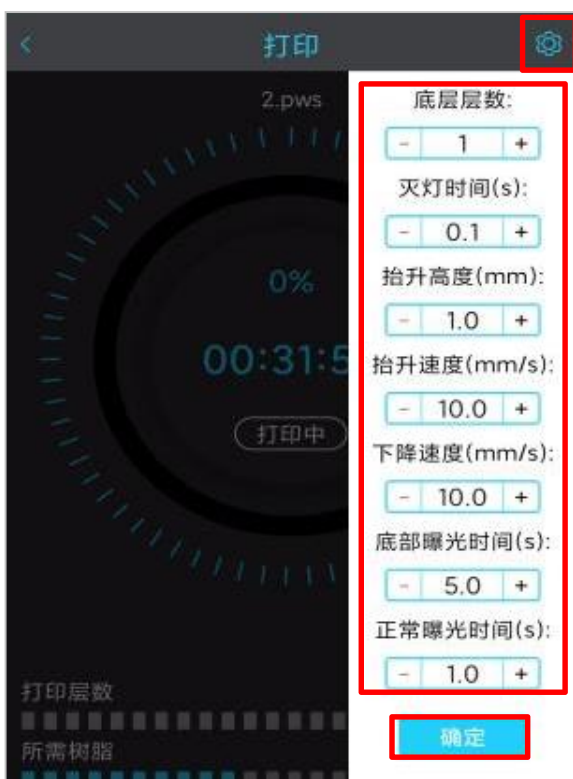 打印
2.pws
底层层数:
- 1 +
灭灯时间(s):
- 0.1 +
0%
抬升高度(mm):
- 1.0 +
00:31:5
抬升速度(mm/s):
- 10.0 +
打印中
下降速度(mm/s):
- 10.0 +
底部曝光时间(s):
- 5.0 +
正常曝光时间(s):
- 1.0 +
打印层数
确定
所需树脂